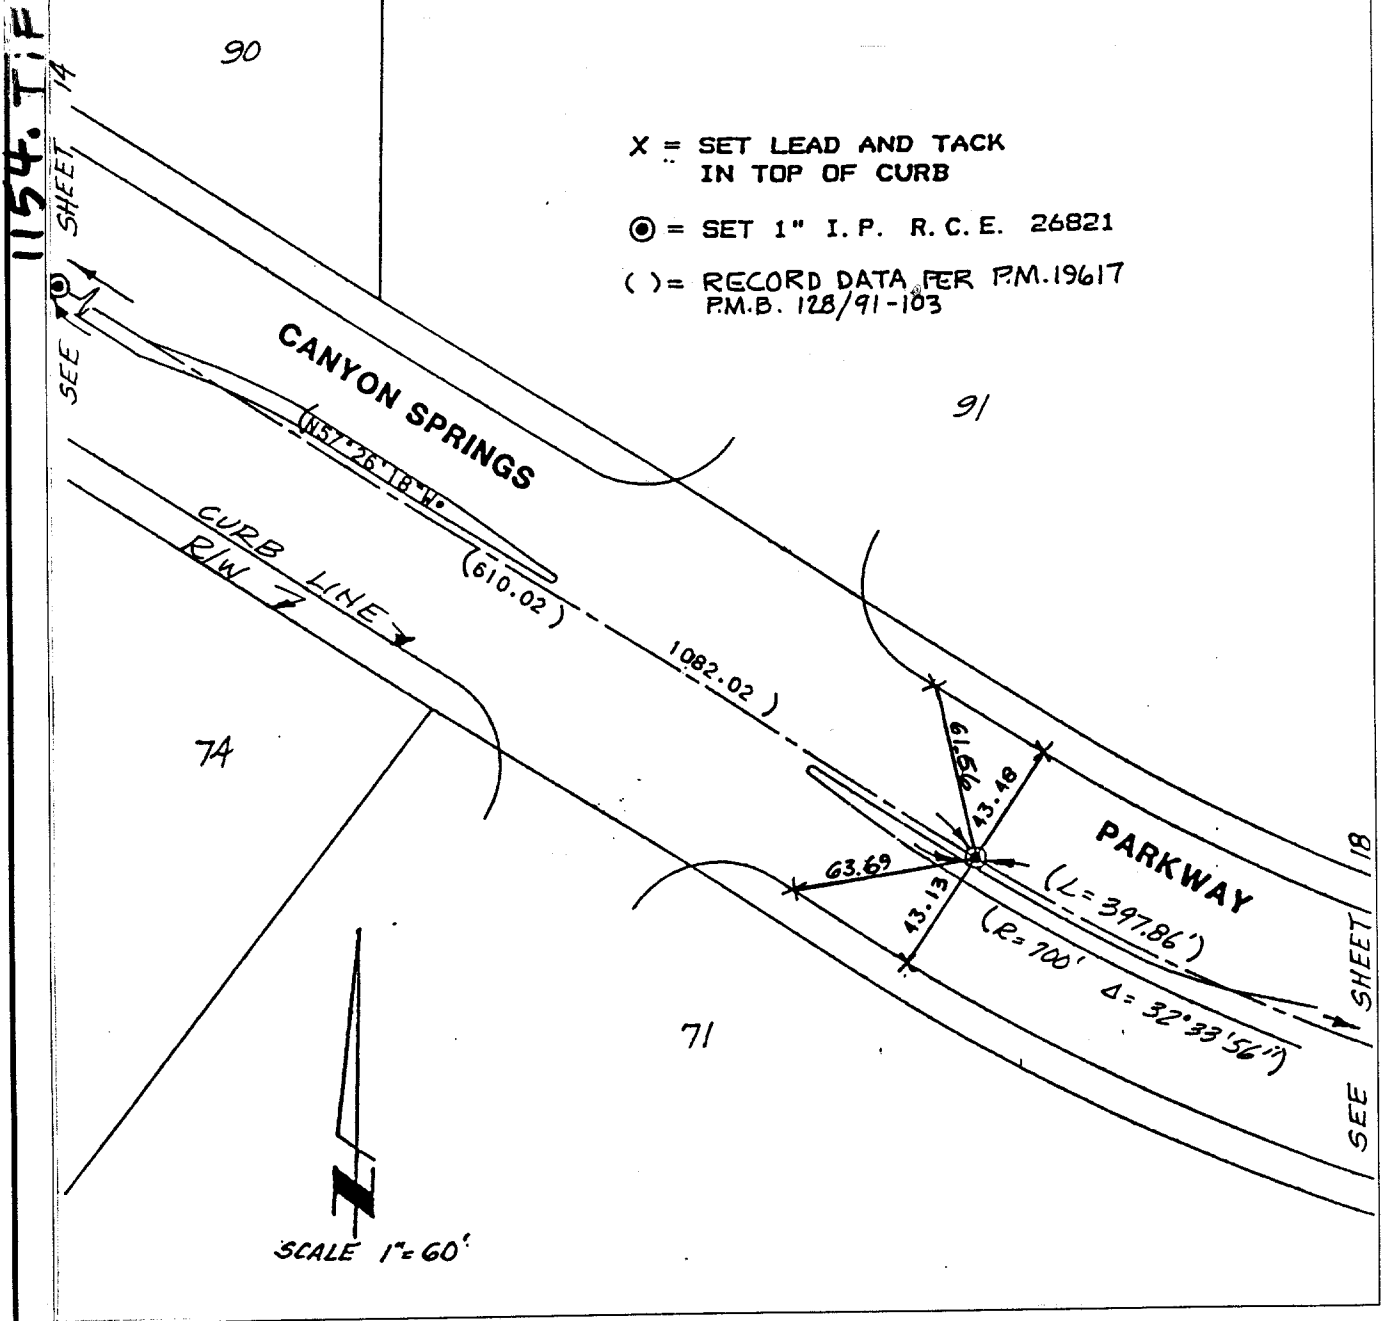 1154.TiF
SEE SHEET 14
90
X = SET LEAD AND TACK
IN TOP OF CURB
= SET 1" I.P. R.C.E. 26821
( ) = RECORD DATA PER P.M. 19617
P.M.B. 128/91-103
CANYON SPRINGS
91
(N57°26'18"W.
CURB LINE
R/W
(610.02)
1082.02)
74
61.66
43.48
63.69
43.13
PARKWAY
(L=397.86')
(R=700' Δ=32°33'56")
71
SEE SHEET 18
SCALE 1"=60'